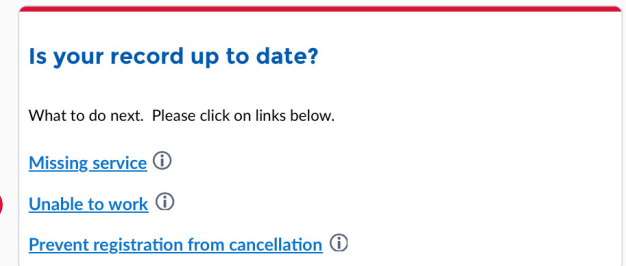 Is your record up to date?
What to do next.  Please click on links below.
Missing service
Unable to work
Prevent registration from cancellation